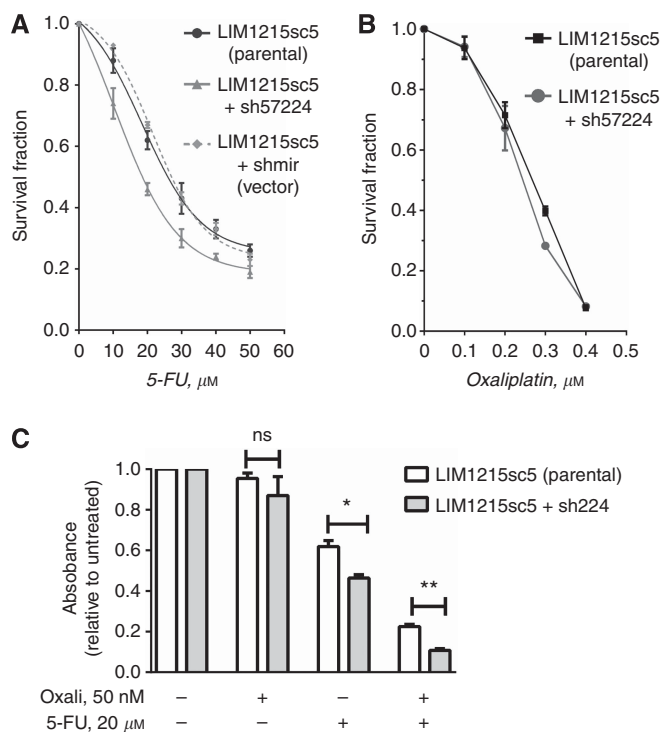 A
1.0
0.8
0.6
0.4
0.2
0.0
Survival fraction
0 10 20 30 40 50 60
5-FU, μM
LIM1215sc5
(parental)
LIM1215sc5
+ sh57224
LIM1215sc5
+ shmir
(vector)
B
1.0
0.8
0.6
0.4
0.2
0.0
Survival fraction
0 0.1 0.2 0.3 0.4 0.5
Oxaliplatin, μM
LIM1215sc5
(parental)
LIM1215sc5
+ sh57224
C
1.0
0.8
0.6
0.4
0.2
0.0
Absobance
(relative to untreated)
ns
*
**
LIM1215sc5 (parental)
LIM1215sc5 + sh224
Oxali, 50 nM – + – +
5-FU, 20 μM – – + +